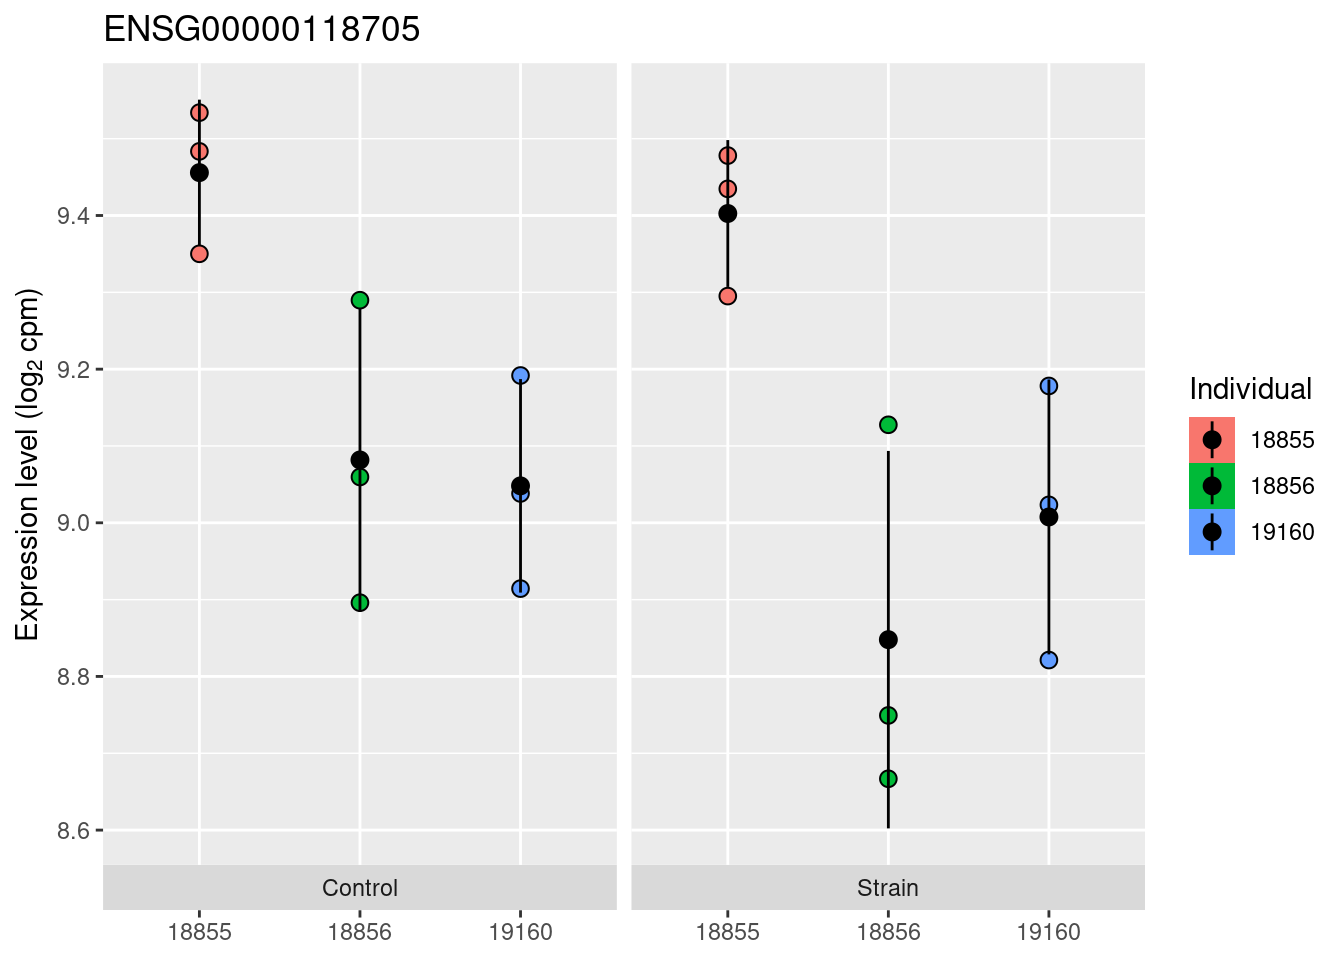 ENSG00000118705
Expression level (log₂ cpm)
9.4
9.2
9.0
8.8
8.6
Control
Strain
18855
18856
19160
18855
18856
19160
Individual
18855
18856
19160